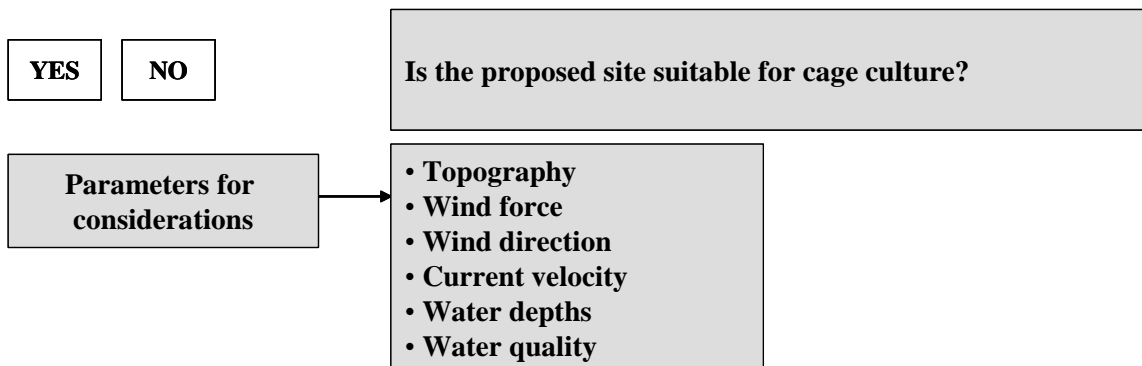 YES
NO
Is the proposed site suitable for cage culture?
Parameters for
considerations
• Topography
• Wind force
• Wind direction
• Current velocity
• Water depths
• Water quality